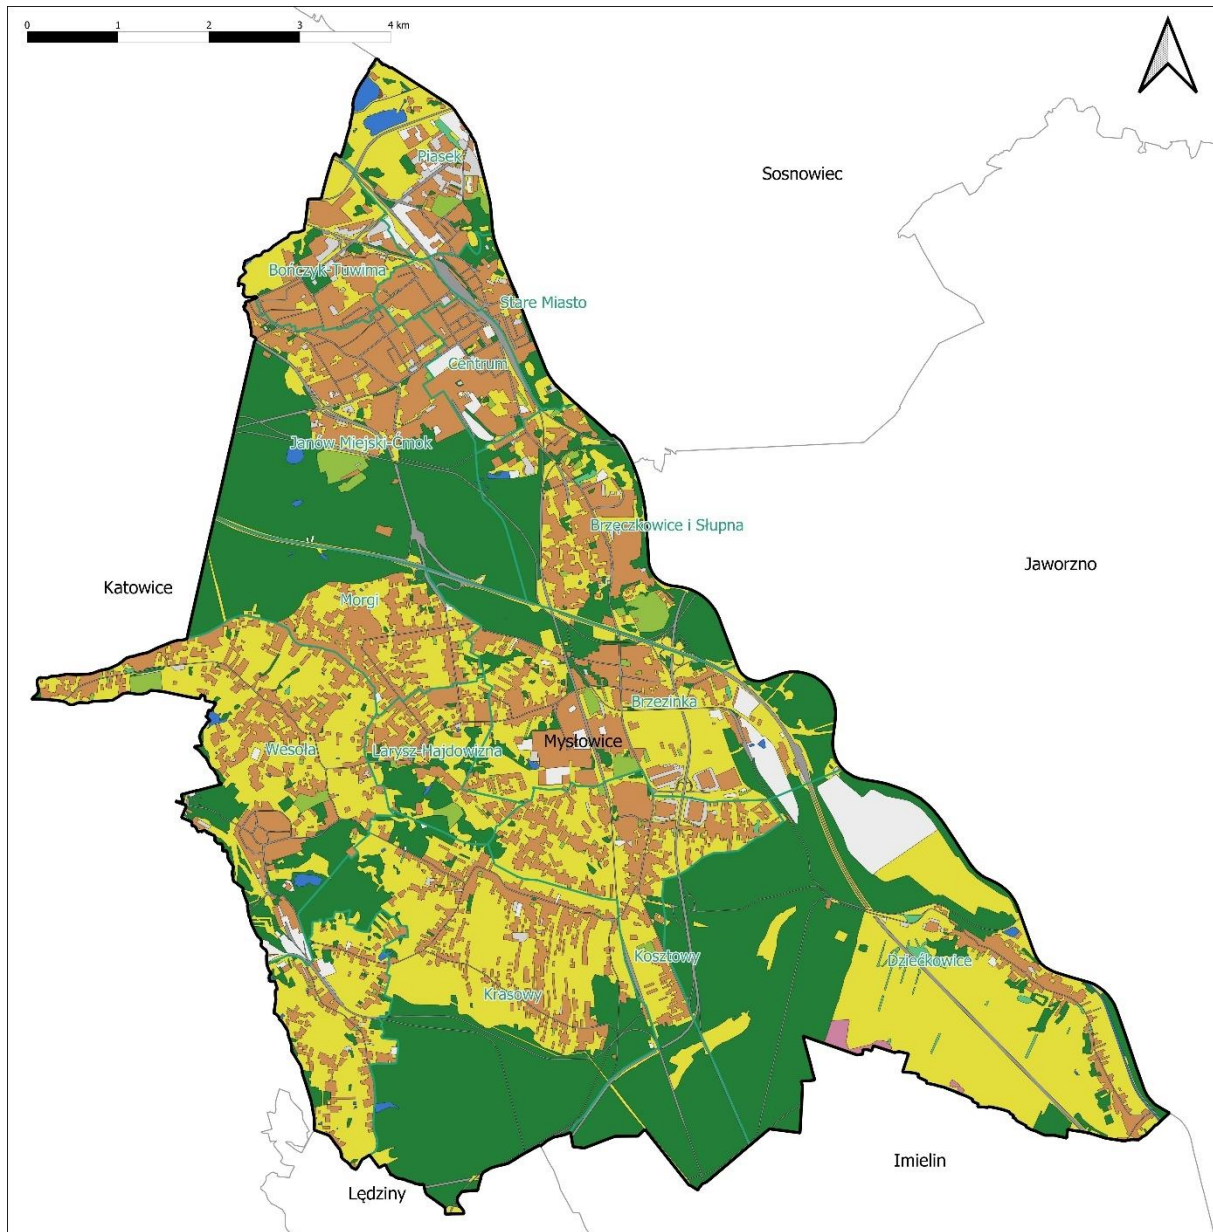 0 1 2 3 4 km
Piasek
Sosnowiec
Bończyk-Tuwima
Stare Miasto
Centrum
Janów Miejski-Ćmok
Brzęczkowice i Słupna
Jaworzno
Katowice
Morgi
Brzezinka
Mysłowice
Wesoła
Larysz-Hajdowizna
Kosztowy
Dziećkowice
Krasowy
Imielin
Lędziny